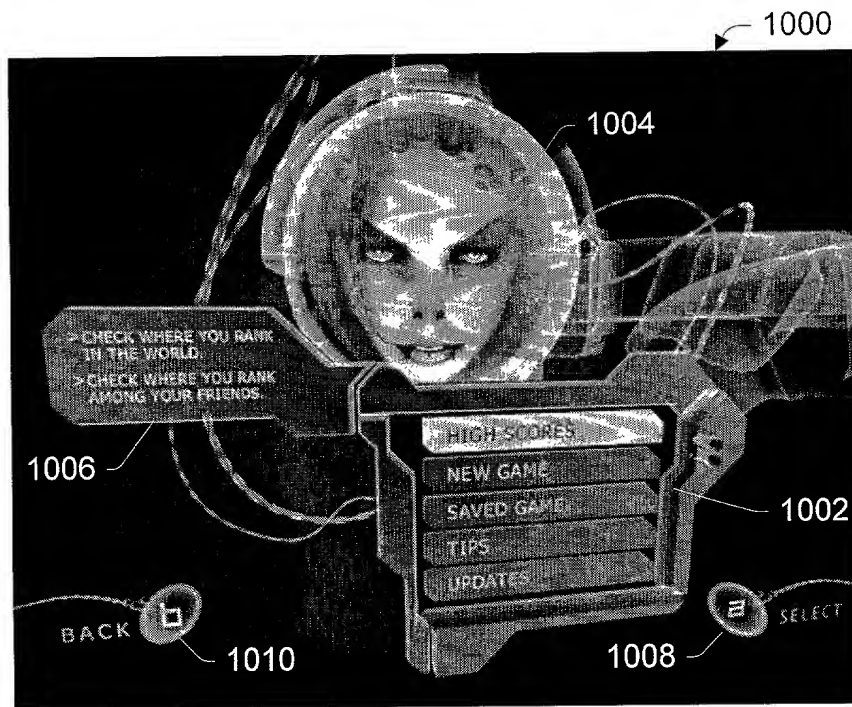 1000
1004
> CHECK WHERE YOU RANK
IN THE WORLD.
> CHECK WHERE YOU RANK
AMONG YOUR FRIENDS.
1006
HIGH SCORES
NEW GAME
SAVED GAME
TIPS
UPDATES
1002
BACK b
a SELECT
1010
1008